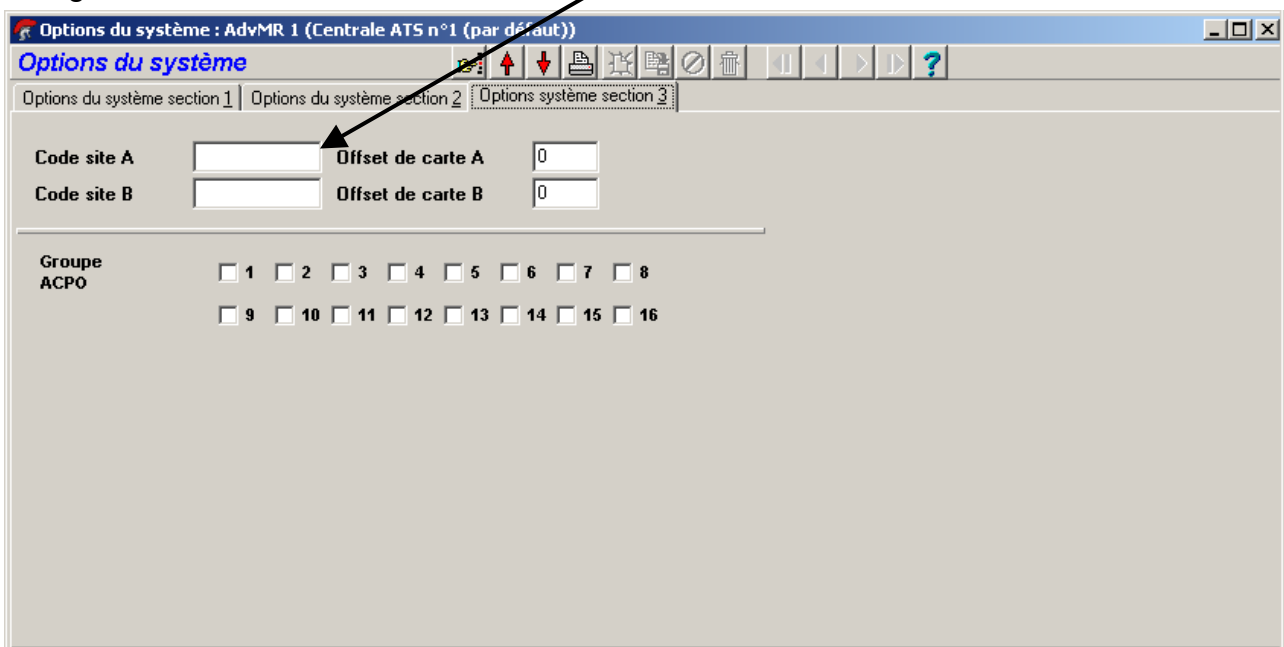 Options du système : AdvMR 1 (Centrale ATS n°1 (par défaut))
Options du système
?
Options du système section 1 Options du système section 2 Options système section 3
Code site A Offset de carte A 0
Code site B Offset de carte B 0
Groupe
ACPO
1 2 3 4 5 6 7 8
9 10 11 12 13 14 15 16